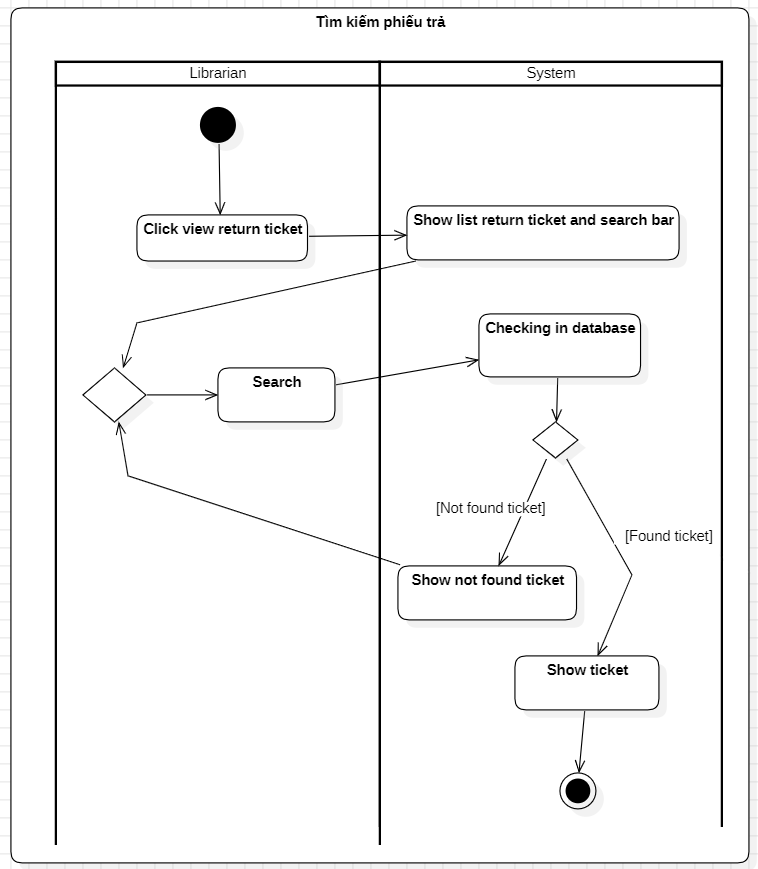 Tìm kiếm phiếu trả
Librarian
System
Click view return ticket
Show list return ticket and search bar
Checking in database
Search
[Not found ticket]
[Found ticket]
Show not found ticket
Show ticket